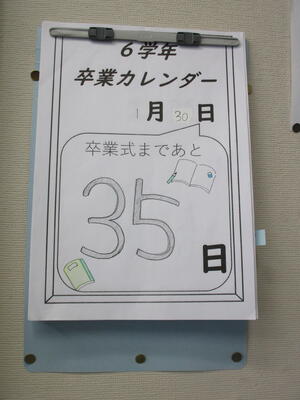 ６学年
卒業カレンダー
1月30日
卒業式まであと
35
日